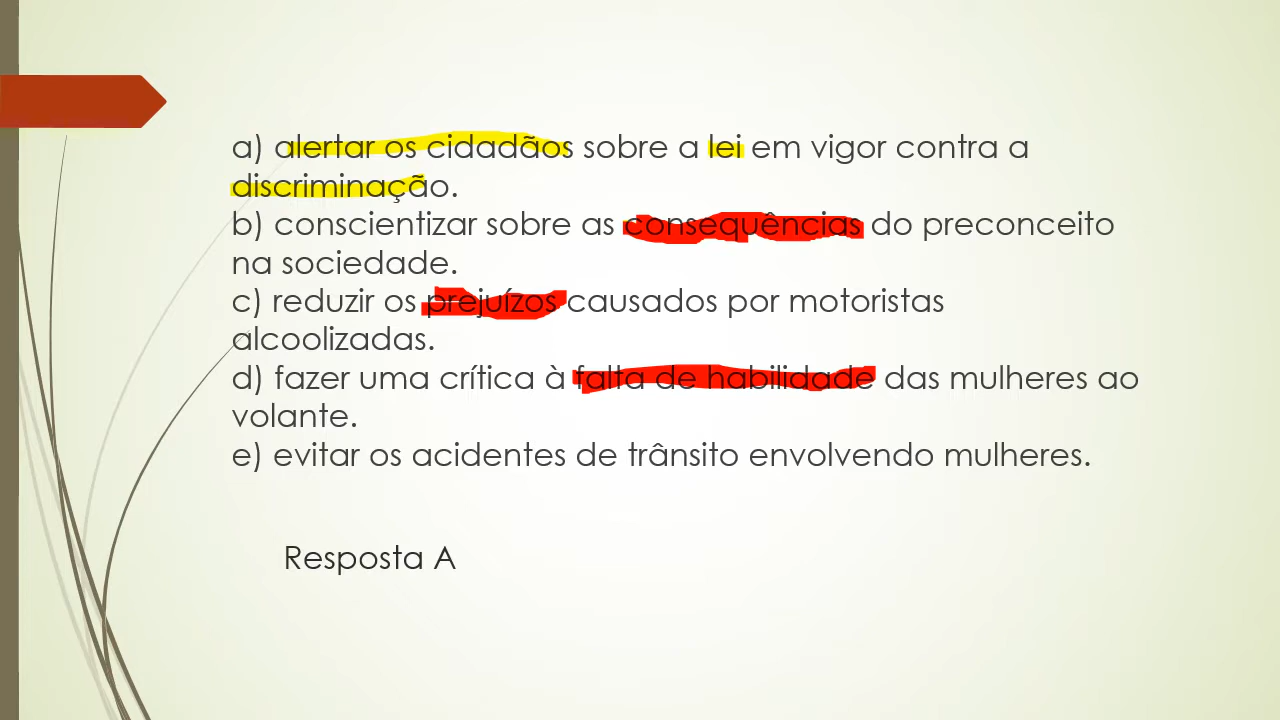 a) alertar os cidadãos sobre a lei em vigor contra a
discriminação.
b) conscientizar sobre as consequências do preconceito
na sociedade.
c) reduzir os prejuízos causados por motoristas
alcoolizadas.
d) fazer uma crítica à falta de habilidade das mulheres ao
volante.
e) evitar os acidentes de trânsito envolvendo mulheres.
Resposta A